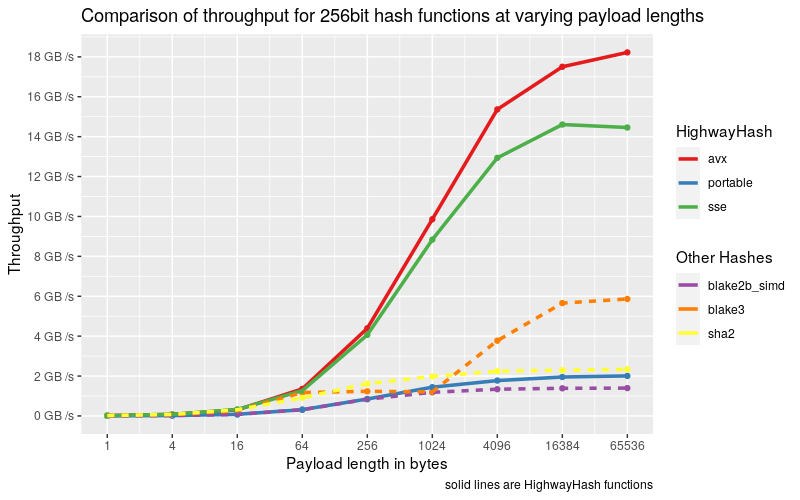 Comparison of throughput for 256bit hash functions at varying payload lengths
Throughput
18 GB /s
16 GB /s
14 GB /s
12 GB /s
10 GB /s
8 GB /s
6 GB /s
4 GB /s
2 GB /s
0 GB /s
1 4 16 64 256 1024 4096 16384 65536
Payload length in bytes
HighwayHash
avx
portable
sse
Other Hashes
blake2b_simd
blake3
sha2
solid lines are HighwayHash functions